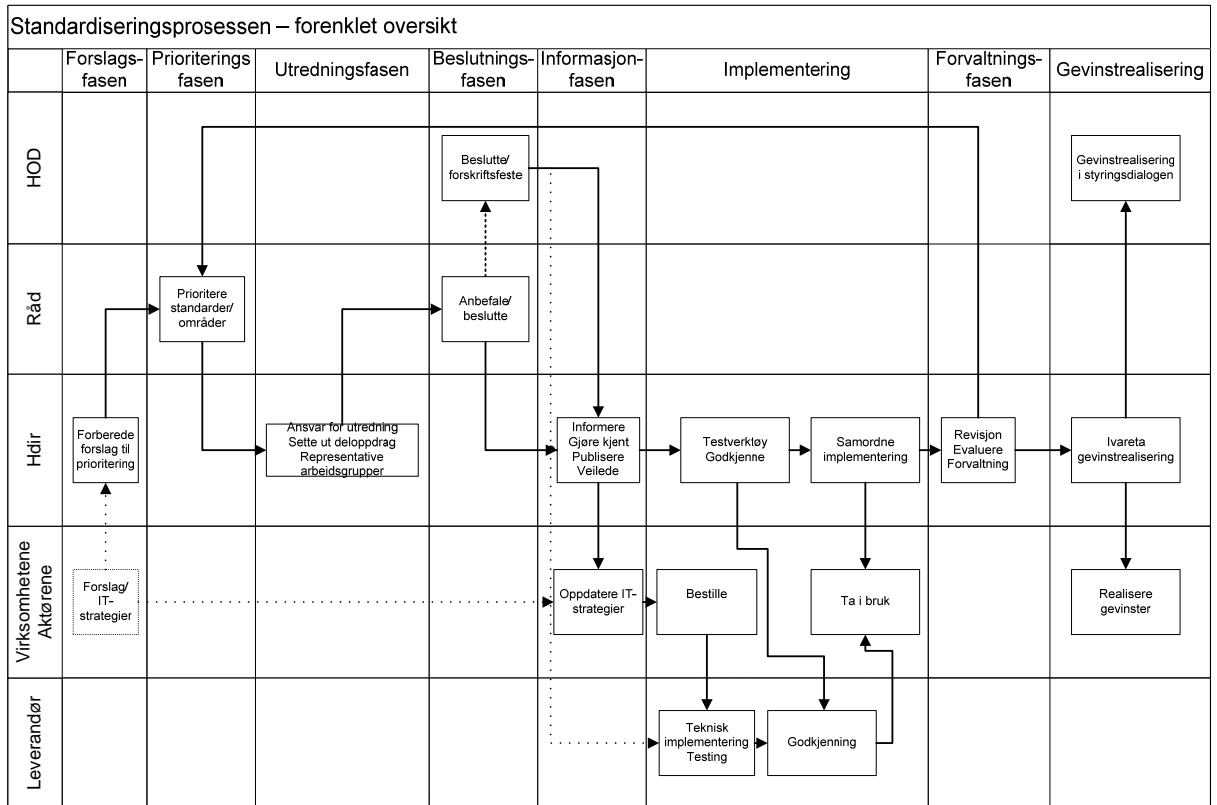 Standardiseringsprosessen – forenklet oversikt
Forslags-
fasen
Prioriterings
fasen
Utredningsfasen
Beslutnings-
fasen
Informasjon-
fasen
Implementering
Forvaltnings-
fasen
Gevinstrealisering
HOD
Beslutte/
forskriftsfeste
Gevinstrealisering
i styringsdialogen
Råd
Prioritere
standarder/
områder
Anbefale/
beslutte
Hdir
Forberede
forslag til
prioritering
Ansvar for utredning
Sette ut deloppdrag
Representative
arbeidsgrupper
Informere
Gjøre kjent
Publisere
Veilede
Testverktøy
Godkjenne
Samordne
implementering
Revisjon
Evaluere
Forvaltning
Ivareta
gevinstrealisering
Virksomhetene
Aktørene
Forslag/
IT-
strategier
Oppdatere IT-
strategier
Bestille
Ta i bruk
Realisere
gevinster
Leverandør
Teknisk
implementering
Testing
Godkjenning